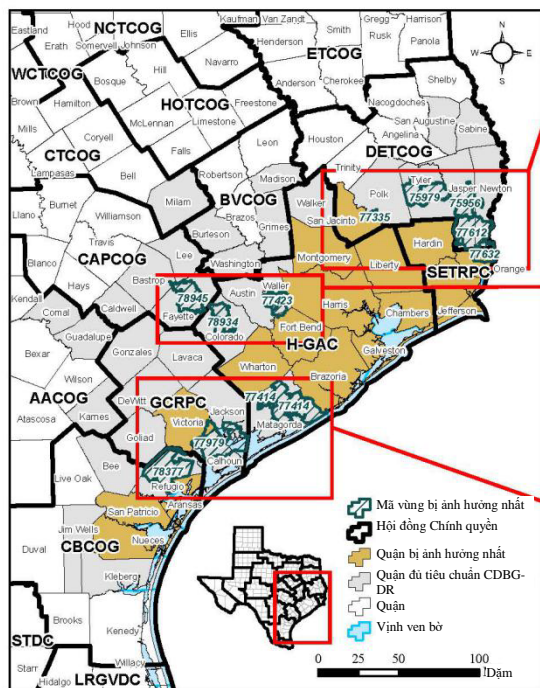 NCTCOG
Eastland
Hood
Erath
Somervell
Johnson
Ellis
Kaufman
Van Zandt
Henderson
Smith
Gregg
Rusk
Harrison
Panola
Navarro
ETCOG
Anderson
Cherokee
Shelby
WCTCOG
Bosque
Hill
Brown
Hamilton
HOTCOG
Freestone
McLennan
Limestone
Mills
Coryell
CTCOG
Lampasas
Bell
Falls
Leon
Houston
Nacogdoches
San Augustine
Angelina
Sabine
DETCOG
Robertson
Madison
Trinity
Polk
Tyler
75979
Jasper
Newton
75956
77335
77612
77632
Walker
San Jacinto
BVCOG
Brazos
Grimes
Milam
Burleson
Llano
Burnet
Williamson
Travis
Blanco
CAPCOG
Hays
Lee
Bastrop
Washington
Montgomery
Liberty
Hardin
SETRPC
Orange
Kendall
Comal
Caldwell
Fayette
78945
78934
Colorado
Austin
Waller
77423
Harris
Fort Bend
H-GAC
Chambers
Jefferson
Galveston
Guadalupe
Gonzales
Lavaca
Wharton
Brazoria
Bexar
Wilson
AACOG
Atascosa
Karnes
DeWitt
GCRPC
Victoria
Jackson
77414
77414
Matagorda
77979
Calhoun
Goliad
Bee
78377
Refugio
Live Oak
Aransas
San Patricio
Jim Wells
Nueces
Duval
CBCOG
Kleberg
Brooks
Kenedy
STDC
Starr
Hidalgo
Willacy
LRGVDC
N
W
E
S
Mã vùng bị ảnh hưởng nhất
Hội đồng Chính quyền
Quận bị ảnh hưởng nhất
Quận đủ tiêu chuẩn CDBG-
DR
Quận
Vịnh ven bờ
0 25 50 100
Dặm